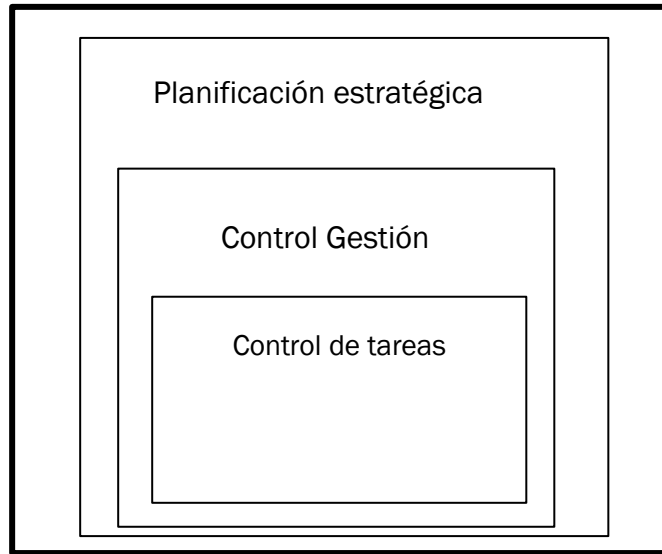 Planificación estratégica
Control Gestión
Control de tareas